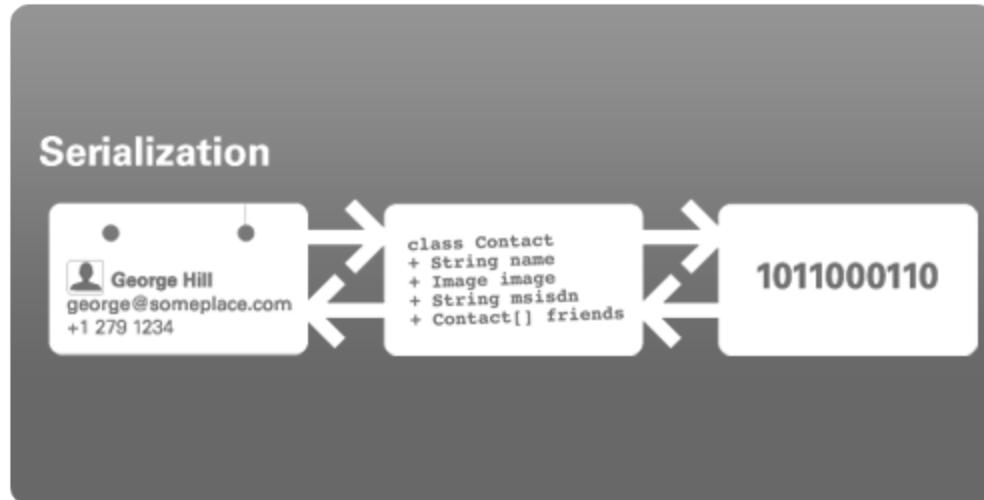 Serialization
George Hill
george@someplace.com
+1 279 1234
class Contact
+ String name
+ Image image
+ String msisdn
+ Contact[] friends
1011000110